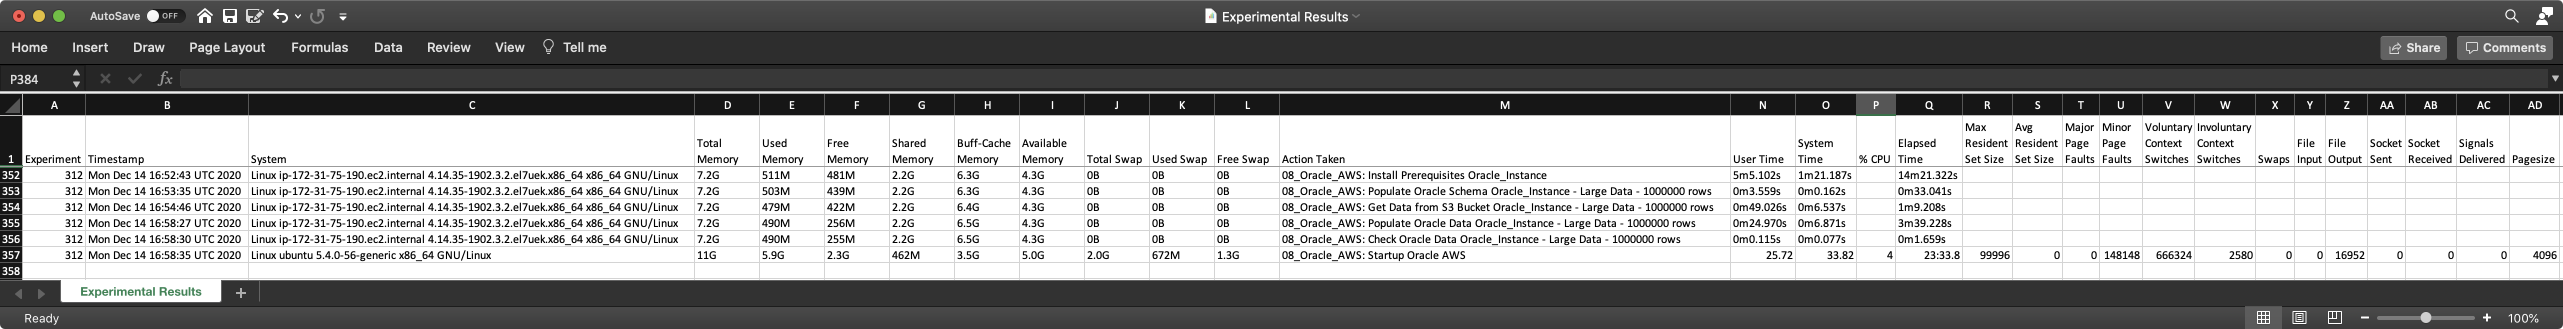 AutoSave OFF Experimental Results
Home Insert Draw Page Layout Formulas Data Review View Tell me Share Comments
P384 fx
A B C D E F G H I J K L M N O P Q R S T U V W X Y Z AA AB AC AD
1 Experiment Timestamp System Total Memory Used Memory Free Memory Shared Memory Buff-Cache Memory Available Memory Total Swap Used Swap Free Swap Action Taken User Time System Time % CPU Elapsed Time Max Resident Set Size Avg Resident Set Size Major Page Faults Minor Page Faults Voluntary Context Switches Involuntary Context Switches Swaps File Input File Output Socket Sent Socket Received Signals Delivered Pagesize
352 312 Mon Dec 14 16:52:43 UTC 2020 Linux ip-172-31-75-190.ec2.internal 4.14.35-1902.3.2.el7uek.x86_64 x86_64 GNU/Linux 7.2G 511M 481M 2.2G 6.3G 4.3G 0B 0B 0B 08_Oracle_AWS: Install Prerequisites Oracle_Instance 5m5.102s 1m21.187s 14m21.322s
353 312 Mon Dec 14 16:53:35 UTC 2020 Linux ip-172-31-75-190.ec2.internal 4.14.35-1902.3.2.el7uek.x86_64 x86_64 GNU/Linux 7.2G 503M 439M 2.2G 6.3G 4.3G 0B 0B 0B 08_Oracle_AWS: Populate Oracle Schema Oracle_Instance - Large Data - 1000000 rows 0m3.559s 0m0.162s 0m33.041s
354 312 Mon Dec 14 16:54:46 UTC 2020 Linux ip-172-31-75-190.ec2.internal 4.14.35-1902.3.2.el7uek.x86_64 x86_64 GNU/Linux 7.2G 479M 422M 2.2G 6.4G 4.3G 0B 0B 0B 08_Oracle_AWS: Get Data from S3 Bucket Oracle_Instance - Large Data - 1000000 rows 0m49.026s 0m6.537s 1m9.208s
355 312 Mon Dec 14 16:58:27 UTC 2020 Linux ip-172-31-75-190.ec2.internal 4.14.35-1902.3.2.el7uek.x86_64 x86_64 GNU/Linux 7.2G 490M 256M 2.2G 6.5G 4.3G 0B 0B 0B 08_Oracle_AWS: Populate Oracle Data Oracle_Instance - Large Data - 1000000 rows 0m24.970s 0m6.871s 3m39.228s
356 312 Mon Dec 14 16:58:30 UTC 2020 Linux ip-172-31-75-190.ec2.internal 4.14.35-1902.3.2.el7uek.x86_64 x86_64 GNU/Linux 7.2G 490M 255M 2.2G 6.5G 4.3G 0B 0B 0B 08_Oracle_AWS: Check Oracle Data Oracle_Instance - Large Data - 1000000 rows 0m0.115s 0m0.077s 0m1.659s
357 312 Mon Dec 14 16:58:35 UTC 2020 Linux ubuntu 5.4.0-56-generic x86_64 GNU/Linux 11G 5.9G 2.3G 462M 3.5G 5.0G 2.0G 672M 1.3G 08_Oracle_AWS: Startup Oracle AWS 25.72 33.82 4 23:33.8 99996 0 0 148148 666324 2580 0 0 16952 0 0 0 4096
358
Experimental Results +
Ready 100%